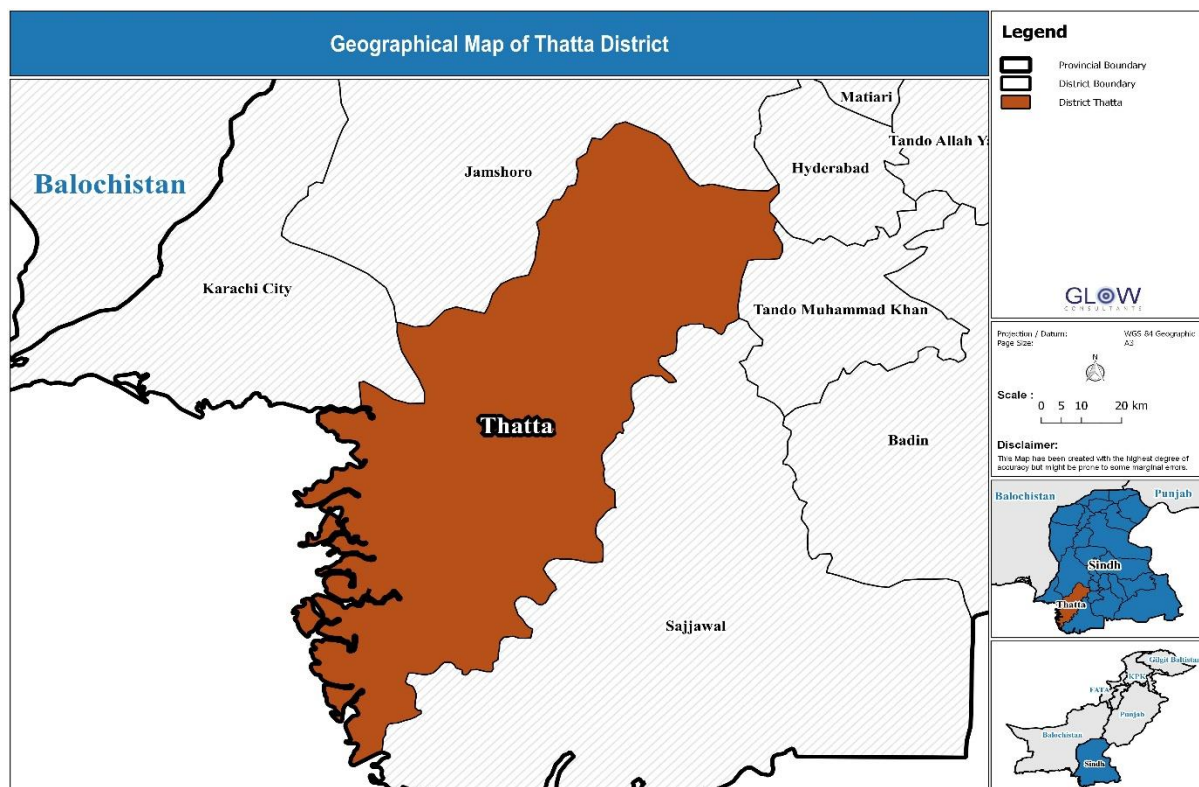 Geographical Map of Thatta District
Balochistan
Jamshoro
Matiari
Tando Allah Ya
Hyderabad
Karachi City
Tando Muhammad Khan
Thatta
Badin
Sajjawal
Legend
Provincial Boundary
District Boundary
District Thatta
GLOW
CONSULTANTS
Projection / Datum: WGS 84 Geographic
Page Size: A3
N
Scale :
0 5 10 20 km
Disclaimer:
This Map has been created with the highest degree of
accuracy but might be prone to some marginal errors.
Balochistan
Punjab
Sindh
Thatta
Gilgit Baltistan
KPK
FATA
Punjab
Balochistan
Sindh